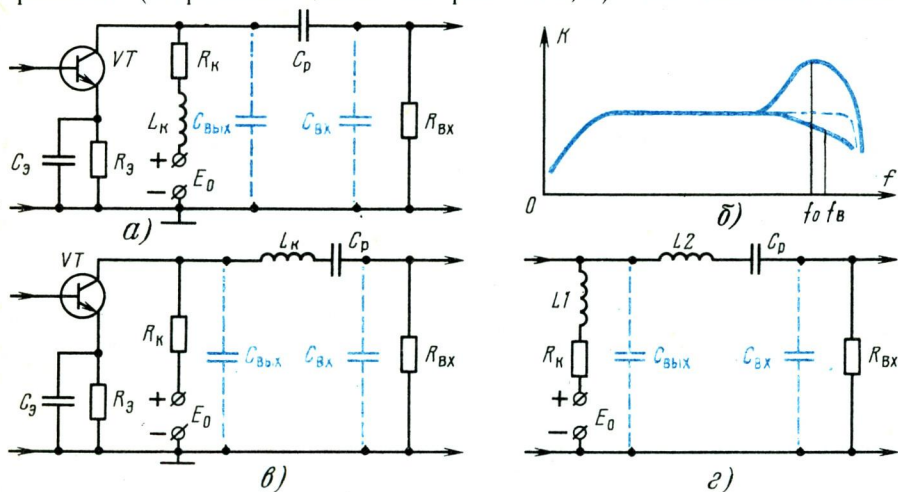 VT
Rк
Cр
Lк
Cвых
Cвх
Rвх
Cэ
Rэ
+
−
E0
а)
K
0
f0
fв
f
б)
VT
Lк
Cр
Rк
Cвых
Cвх
Rвх
Cэ
Rэ
+
−
E0
в)
L2
Cр
L1
Rк
Cвых
Cвх
Rвх
+
−
E0
г)